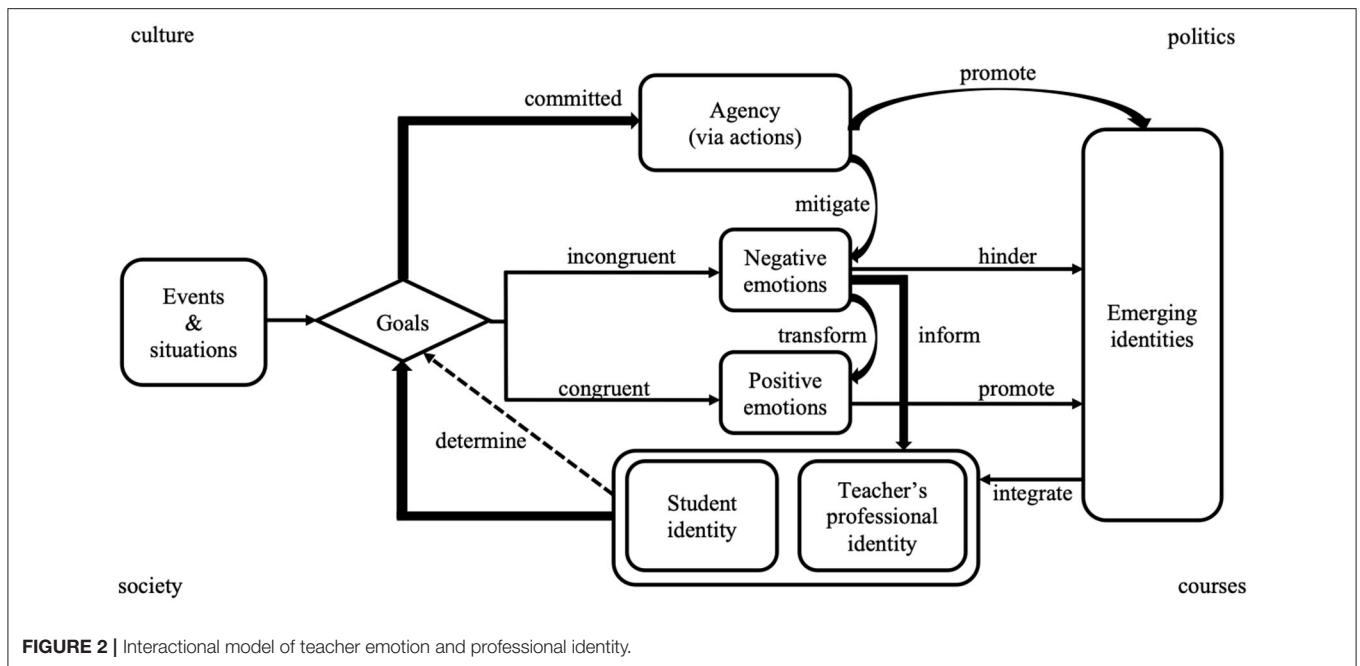 culture
politics
promote
committed
Agency
(via actions)
mitigate
incongruent
Negative
emotions
hinder
Events
&
situations
Goals
Emerging
identities
transform
inform
congruent
Positive
emotions
promote
determine
Student
identity
Teacher’s
professional
identity
integrate
society
courses
FIGURE 2 | Interactional model of teacher emotion and professional identity.